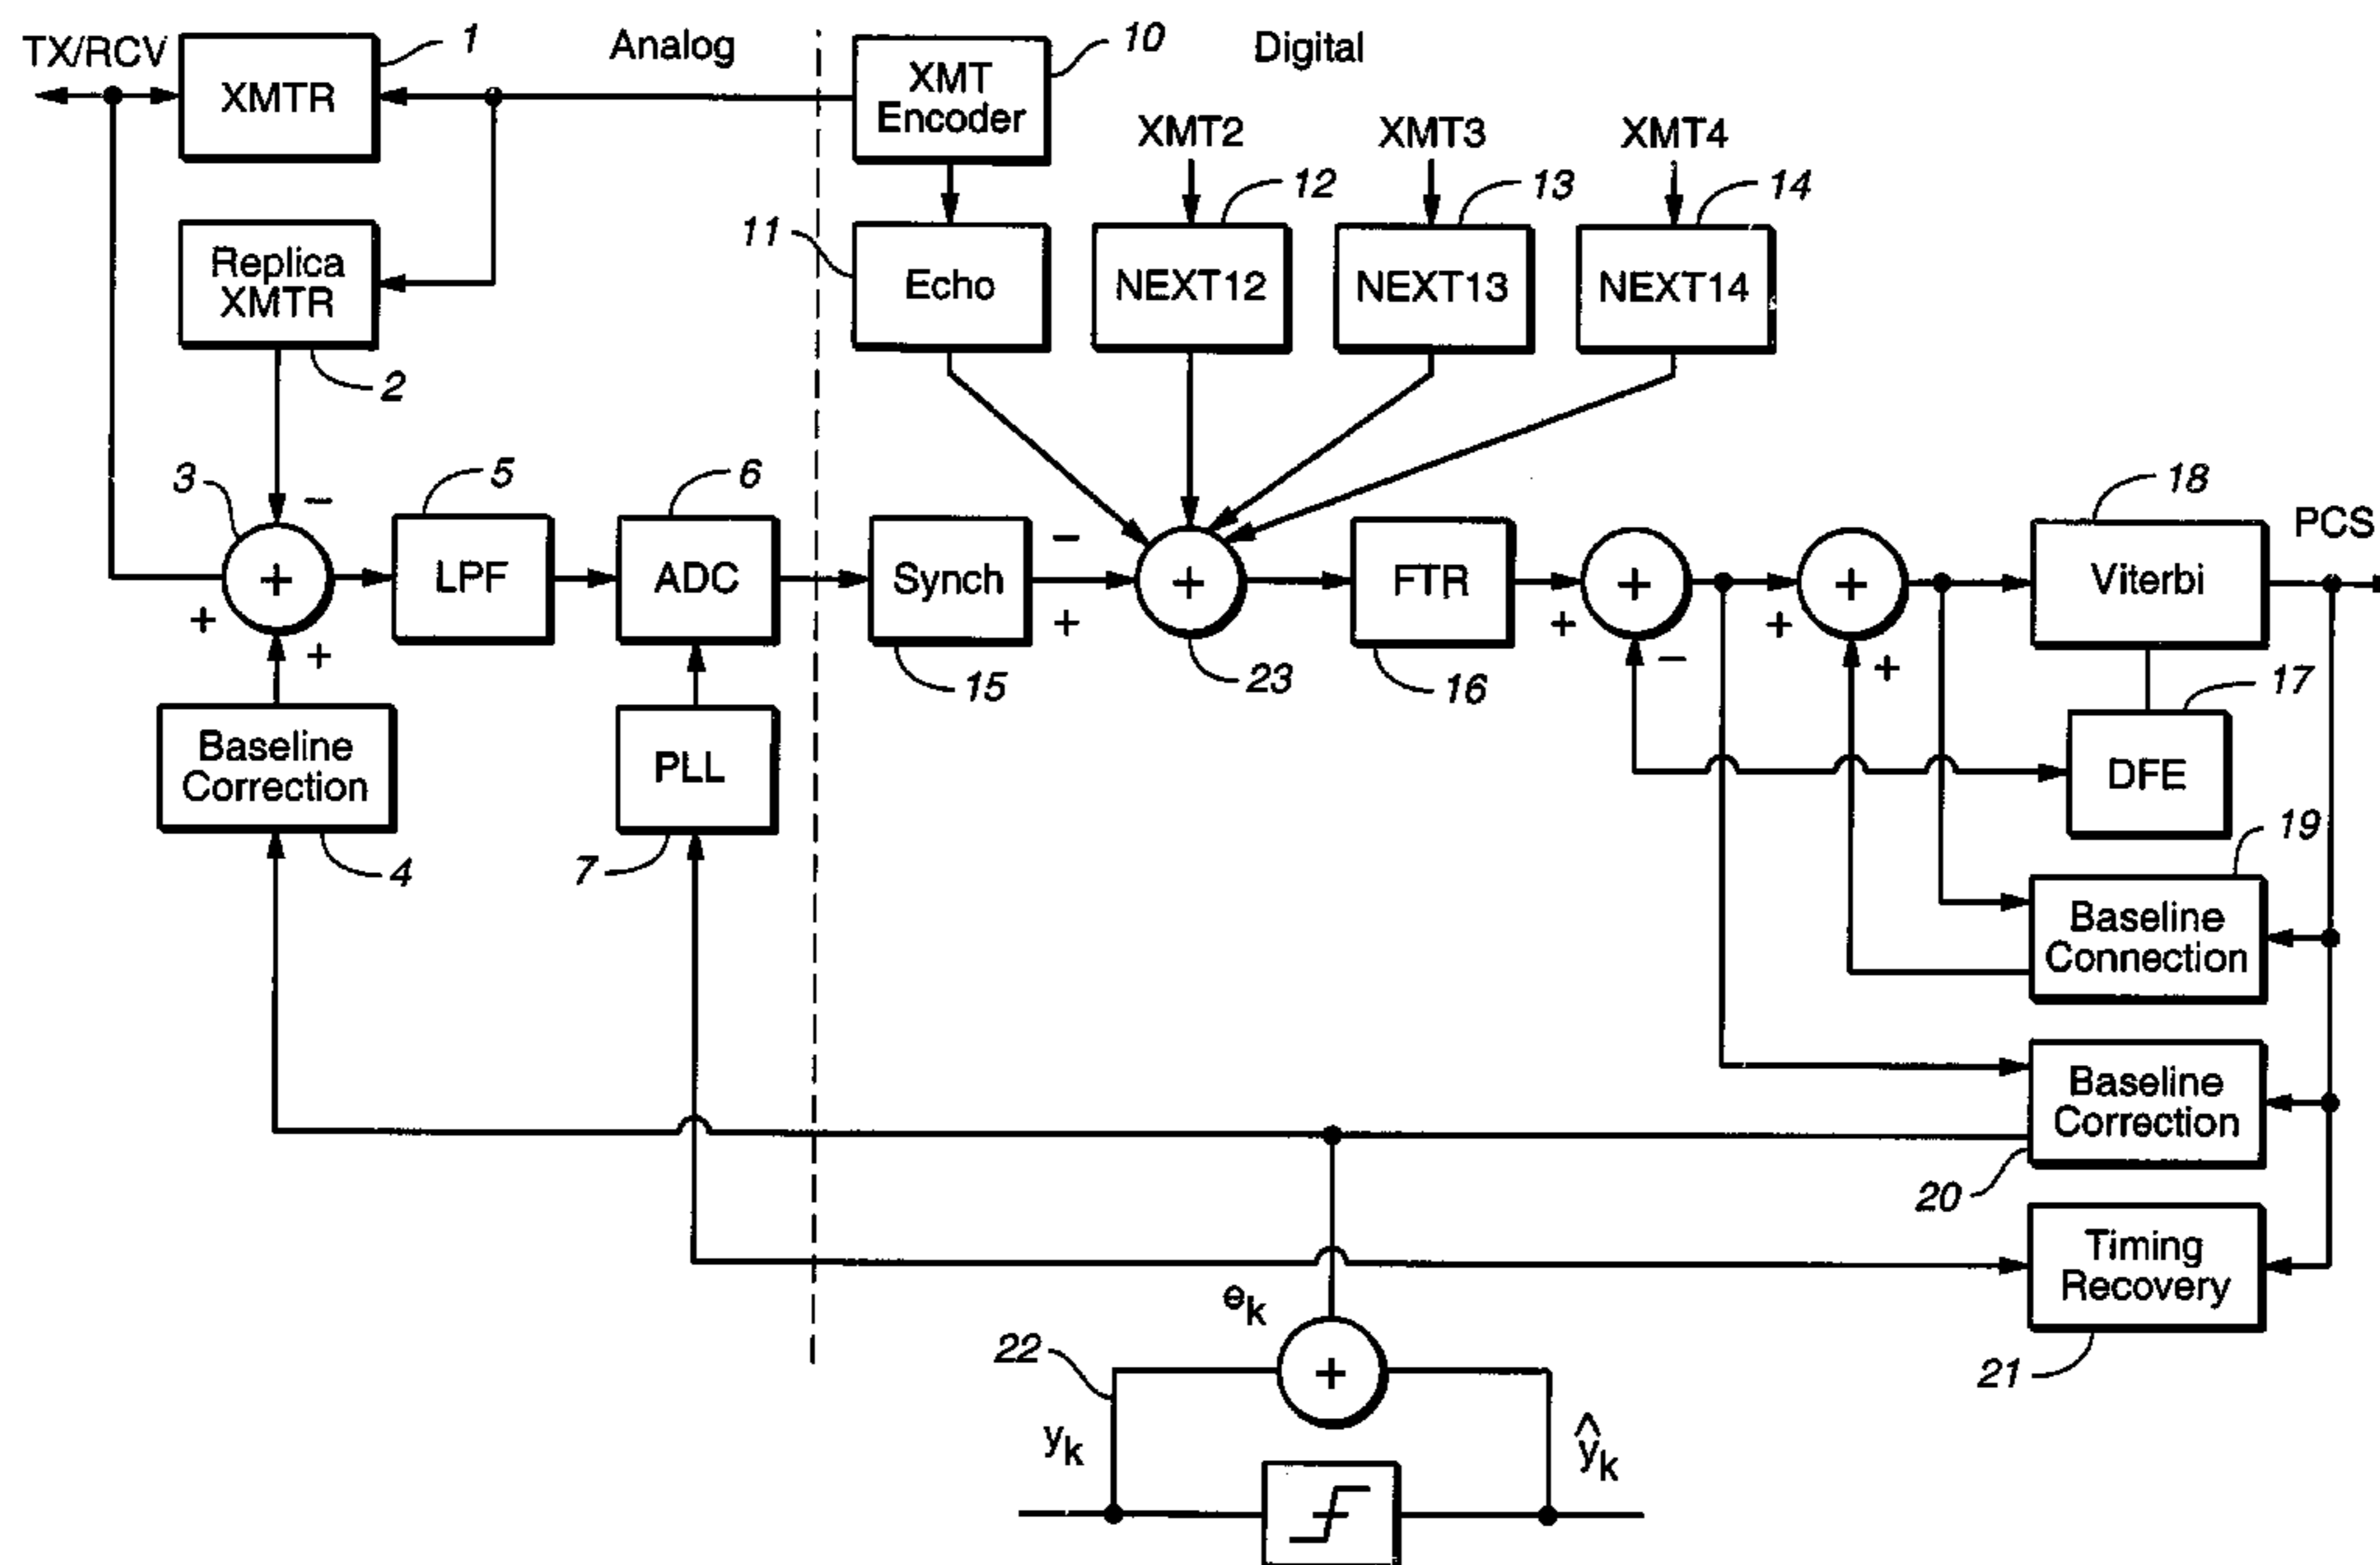 TX/RCV
XMTR
1
Analog
XMT
Encoder
10
Digital
XMT2
XMT3
XMT4
Replica
XMTR
2
11
Echo
12
NEXT12
13
NEXT13
14
NEXT14
3
−
+
+
+
5
LPF
6
ADC
Synch
15
−
+
+
23
FTR
16
+
+
−
+
+
+
18
Viterbi
PCS
17
DFE
Baseline
Correction
4
PLL
7
19
Baseline
Connection
Baseline
Correction
20
Timing
Recovery
21
eₖ
22
+
yₖ
ŷₖ